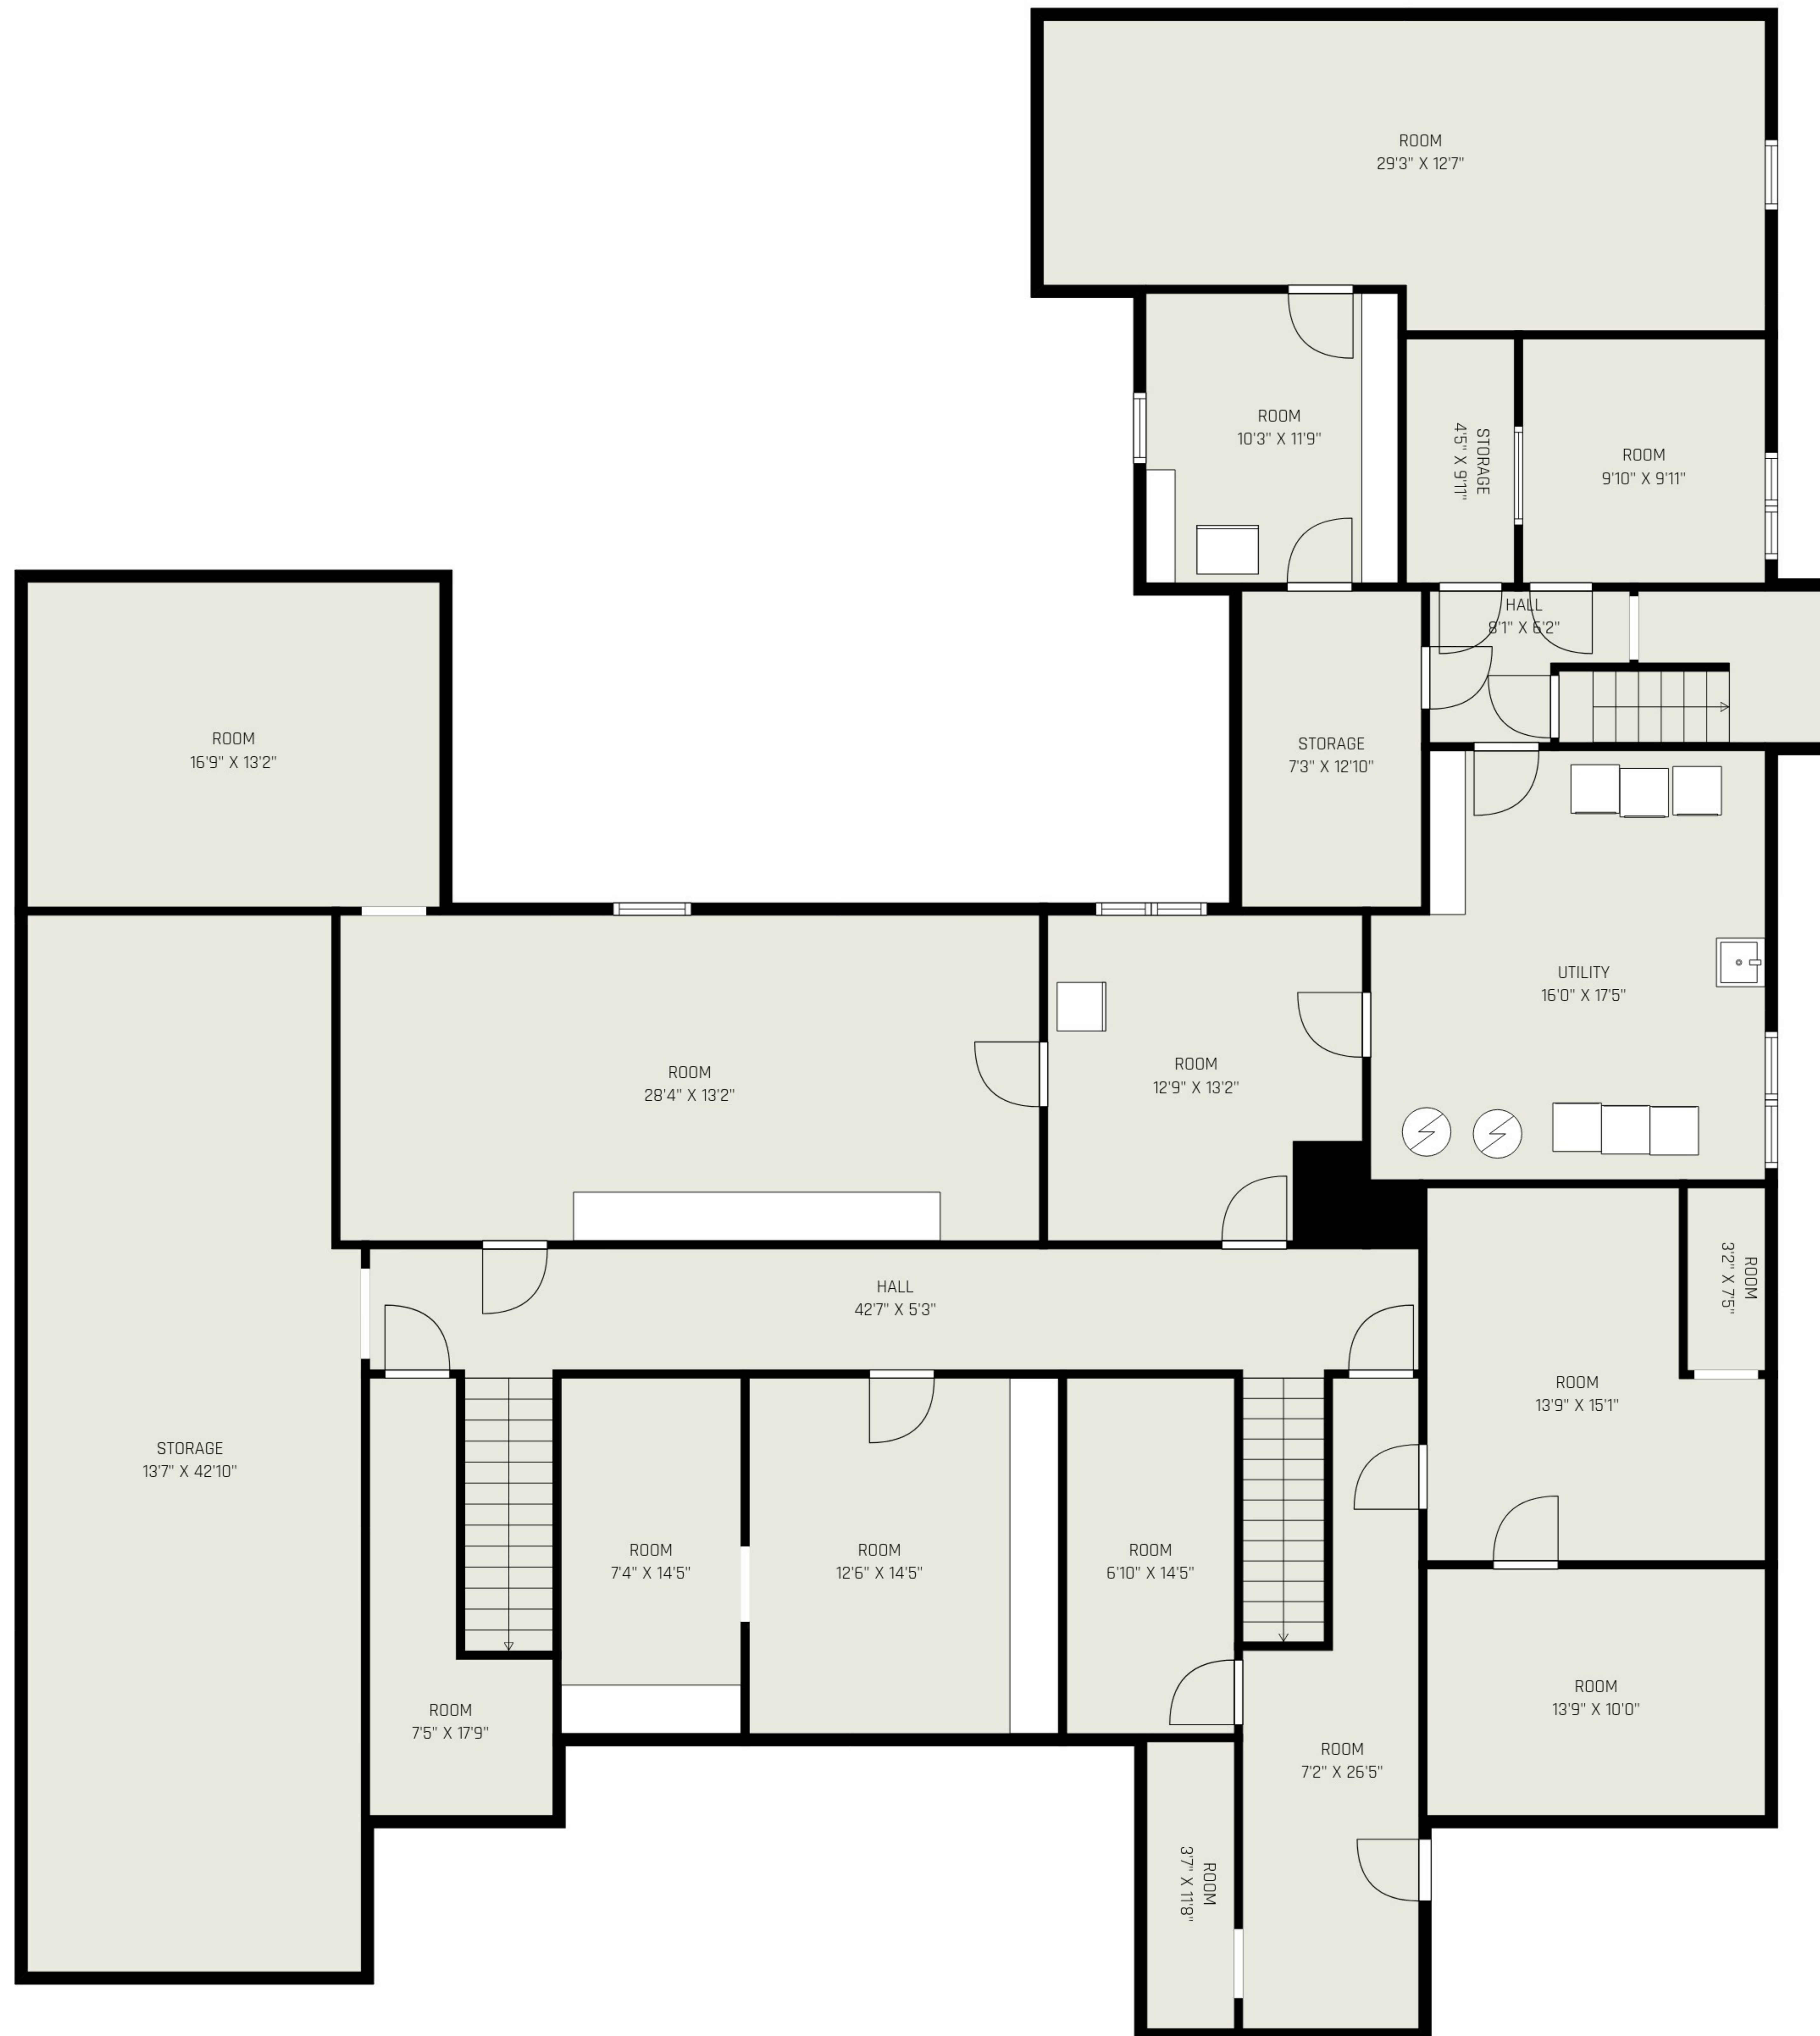 ROOM
29'3" X 12'7"
ROOM
10'3" X 11'9"
STORAGE
4'5" X 9'11"
ROOM
9'10" X 9'11"
HALL
8'1" X 6'2"
ROOM
16'9" X 13'2"
STORAGE
7'3" X 12'10"
UTILITY
16'0" X 17'5"
ROOM
28'4" X 13'2"
ROOM
12'9" X 13'2"
HALL
42'7" X 5'3"
ROOM
3'2" X 7'5"
ROOM
13'9" X 15'1"
STORAGE
13'7" X 42'10"
ROOM
7'4" X 14'5"
ROOM
12'6" X 14'5"
ROOM
6'10" X 14'5"
ROOM
7'5" X 17'9"
ROOM
13'9" X 10'0"
ROOM
7'2" X 26'5"
ROOM
3'7" X 11'8"